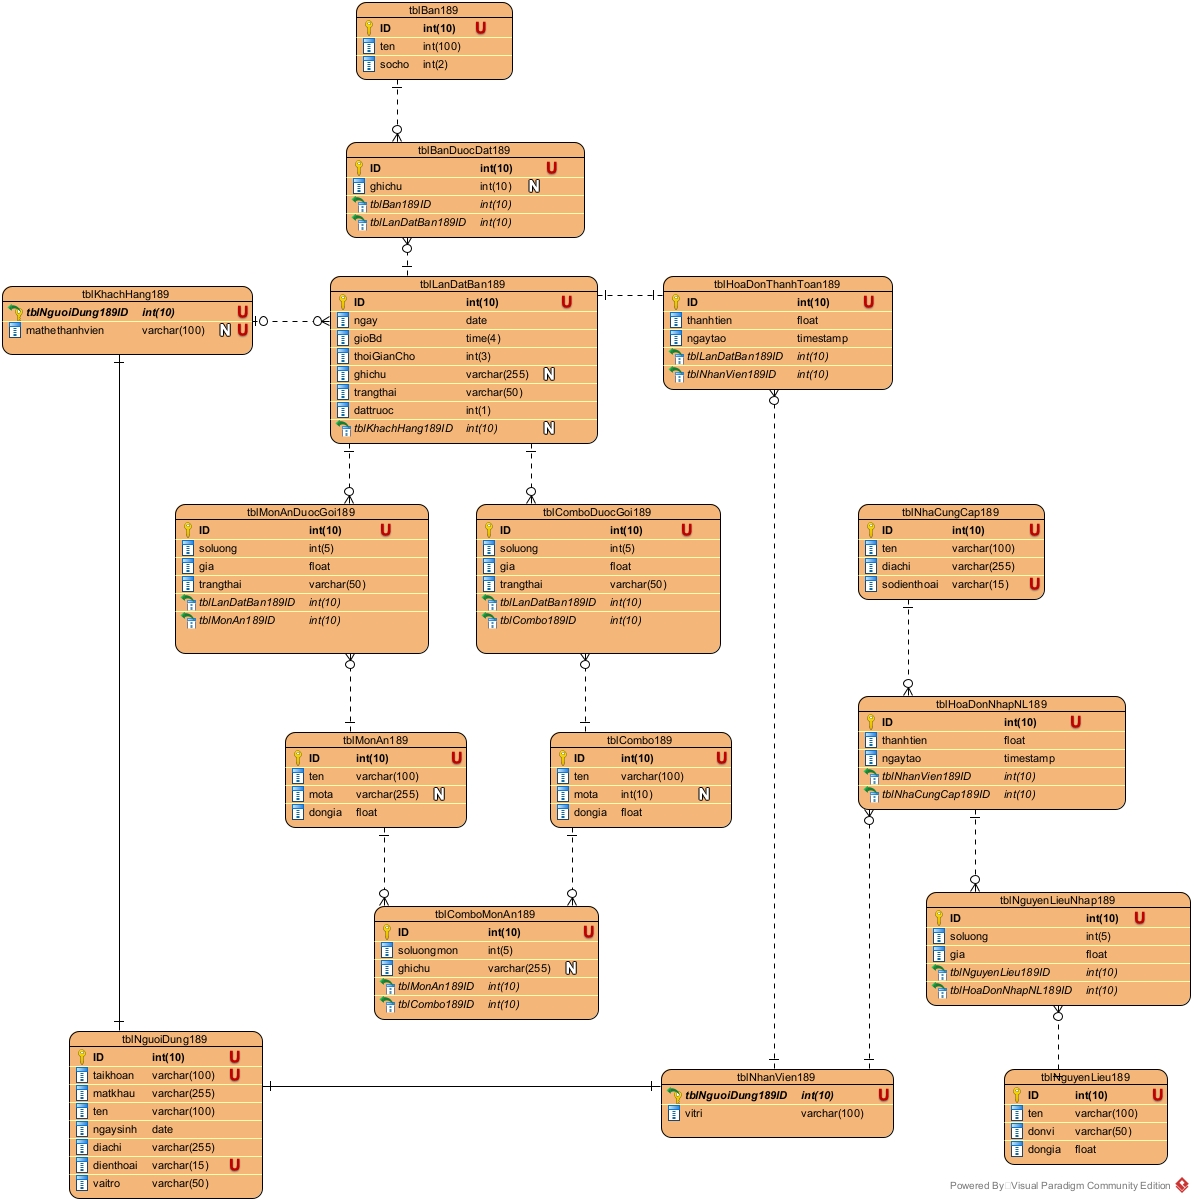 tblBan189
ID int(10) U
ten int(100)
socho int(2)
tblBanDuocDat189
ID int(10) U
ghichu int(10) N
tblBan189ID int(10)
tblLanDatBan189ID int(10)
tblKhachHang189
tblNguoiDung189ID int(10) U
mathethanhvien varchar(100) N U
tblLanDatBan189
ID int(10) U
ngay date
gioBd time(4)
thoiGianCho int(3)
ghichu varchar(255) N
trangthai varchar(50)
dattruoc int(1)
tblKhachHang189ID int(10) N
tblHoaDonThanhToan189
ID int(10) U
thanhtien float
ngaytao timestamp
tblLanDatBan189ID int(10)
tblNhanVien189ID int(10)
tblMonAnDuocGoi189
ID int(10) U
soluong int(5)
gia float
trangthai varchar(50)
tblLanDatBan189ID int(10)
tblMonAn189ID int(10)
tblComboDuocGoi189
ID int(10) U
soluong int(5)
gia float
trangthai varchar(50)
tblLanDatBan189ID int(10)
tblCombo189ID int(10)
tblNhaCungCap189
ID int(10) U
ten varchar(100)
diachi varchar(255)
sodienthoai varchar(15) U
tblHoaDonNhapNL189
ID int(10) U
thanhtien float
ngaytao timestamp
tblNhanVien189ID int(10)
tblNhaCungCap189ID int(10)
tblMonAn189
ID int(10) U
ten varchar(100)
mota varchar(255) N
dongia float
tblCombo189
ID int(10) U
ten varchar(100)
mota int(10) N
dongia float
tblComboMonAn189
ID int(10) U
soluongmon int(5)
ghichu varchar(255) N
tblMonAn189ID int(10)
tblCombo189ID int(10)
tblNguyenLieuNhap189
ID int(10) U
soluong int(5)
gia float
tblNguyenLieu189ID int(10)
tblHoaDonNhapNL189ID int(10)
tblNguoiDung189
ID int(10) U
taikhoan varchar(100) U
matkhau varchar(255)
ten varchar(100)
ngaysinh date
diachi varchar(255)
dienthoai varchar(15) U
vaitro varchar(50)
tblNhanVien189
tblNguoiDung189ID int(10) U
vitri varchar(100)
tblNguyenLieu189
ID int(10) U
ten varchar(100)
donvi varchar(50)
dongia float
Powered By Visual Paradigm Community Edition